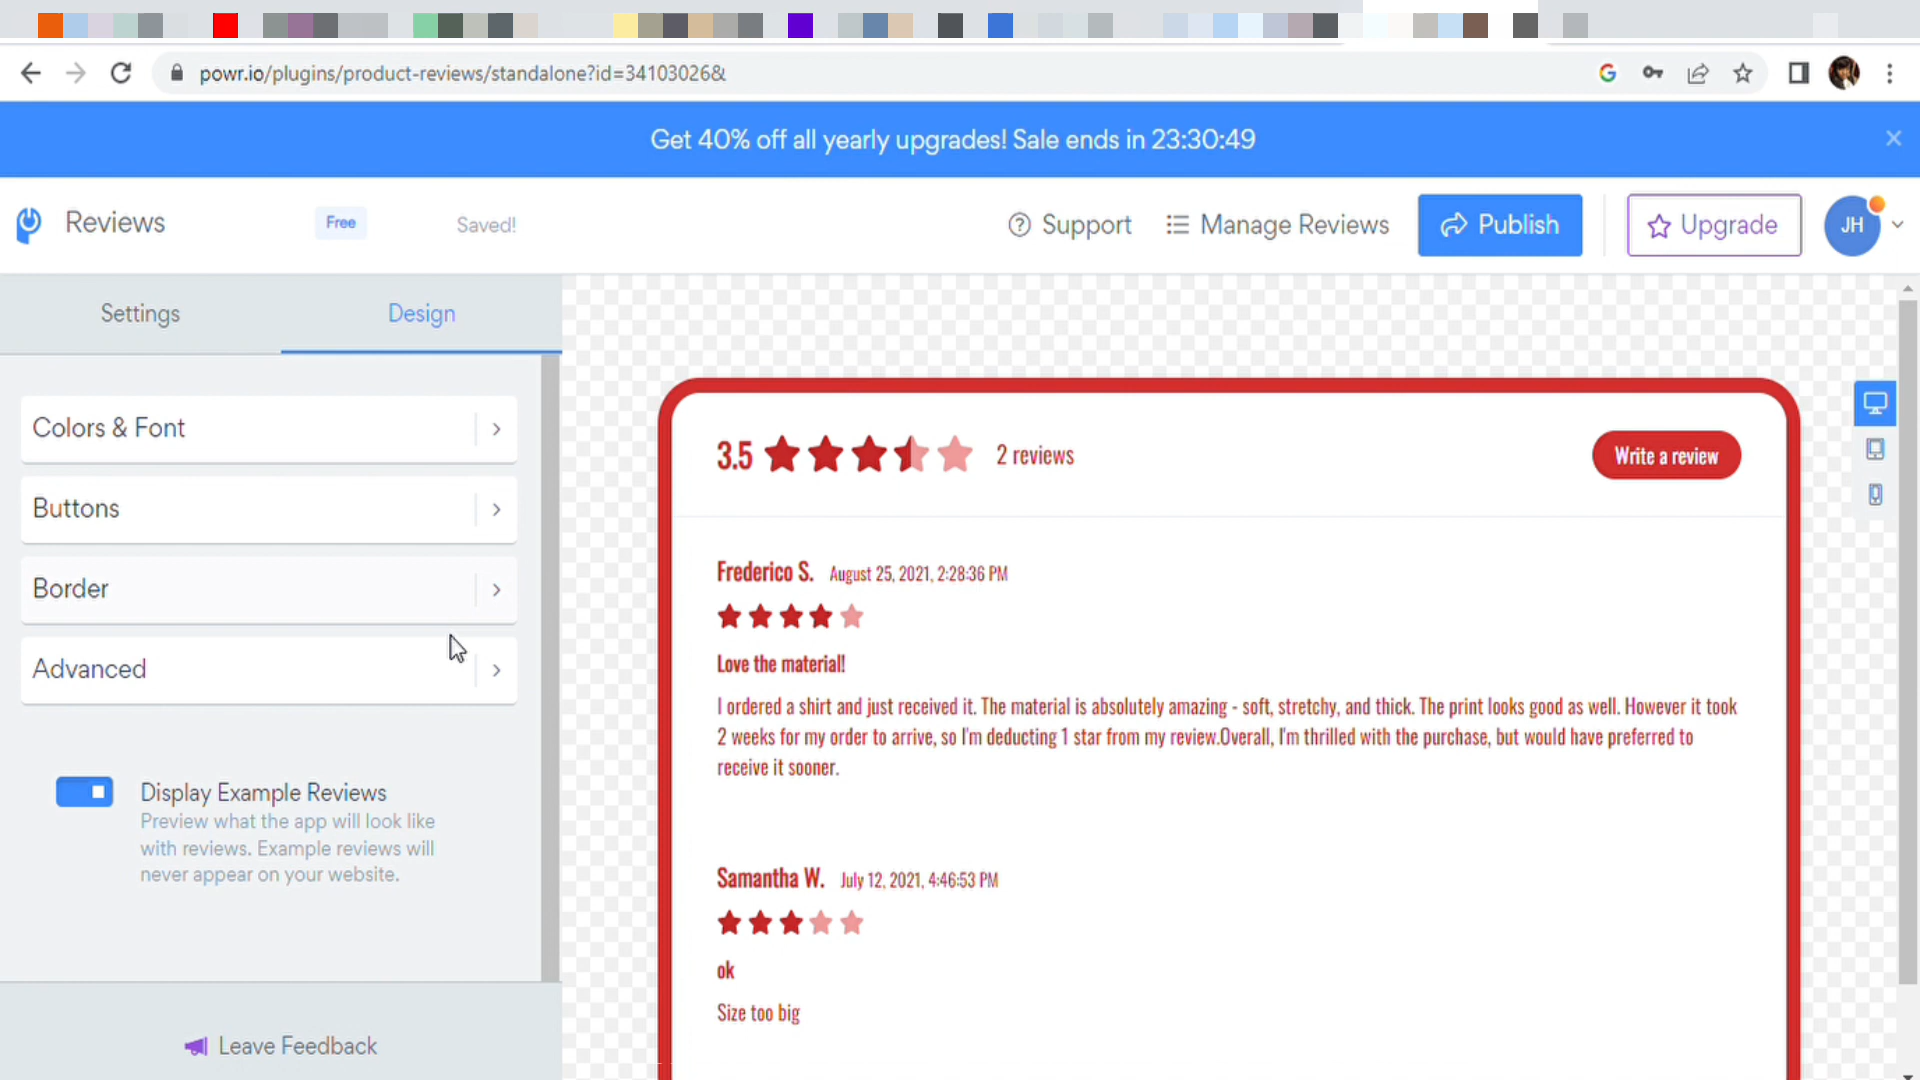 powr.io/plugins/product-reviews/standalone?id=34103026&
Get 40% off all yearly upgrades! Sale ends in 23:30:49
Reviews
Free
Saved!
Support
Manage Reviews
Publish
Upgrade
JH
Settings
Design
Colors & Font
Buttons
Border
Advanced
Display Example Reviews
Preview what the app will look like
with reviews. Example reviews will
never appear on your website.
Leave Feedback
3.5
2 reviews
Write a review
Frederico S. August 25, 2021, 2:28:36 PM
Love the material!
I ordered a shirt and just received it. The material is absolutely amazing - soft, stretchy, and thick. The print looks good as well. However it took
2 weeks for my order to arrive, so I'm deducting 1 star from my review.Overall, I'm thrilled with the purchase, but would have preferred to
receive it sooner.
Samantha W. July 12, 2021, 4:46:53 PM
ok
Size too big